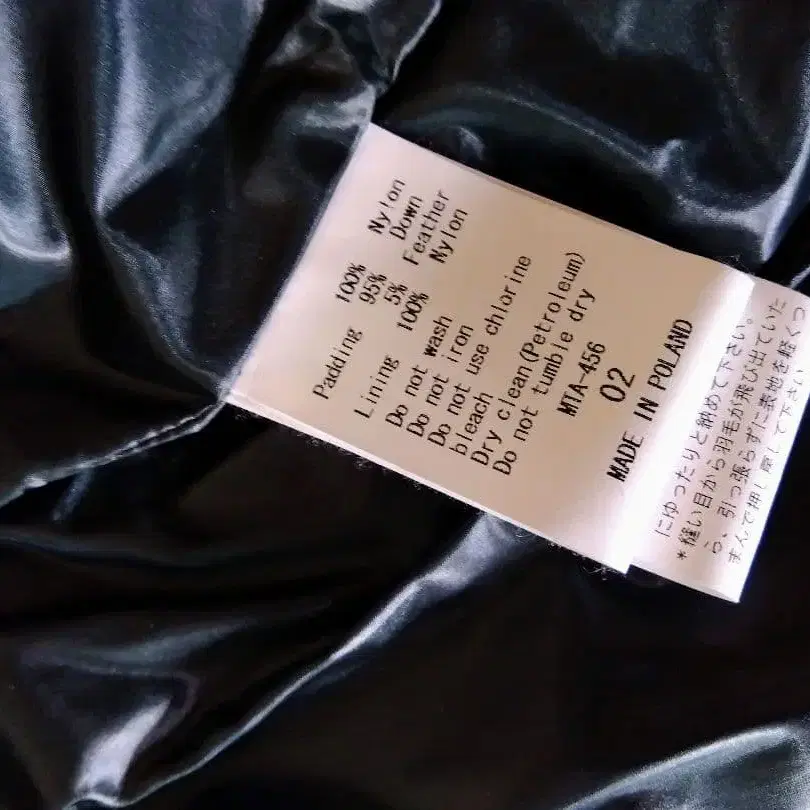 100% Nylon
Padding 95% Down
5% Feather
Lining 100% Nylon
Do not wash
Do not iron
Do not use chlorine
bleach
Dry clean(Petroleum)
Do not tumble dry
MTA-456
02
MADE IN POLAND
にゆったりと納めて下さい。
*縫い目から羽毛が飛び出ていた
ら、引っ張らずに表地を軽くつ
まんで押し戻して下さい